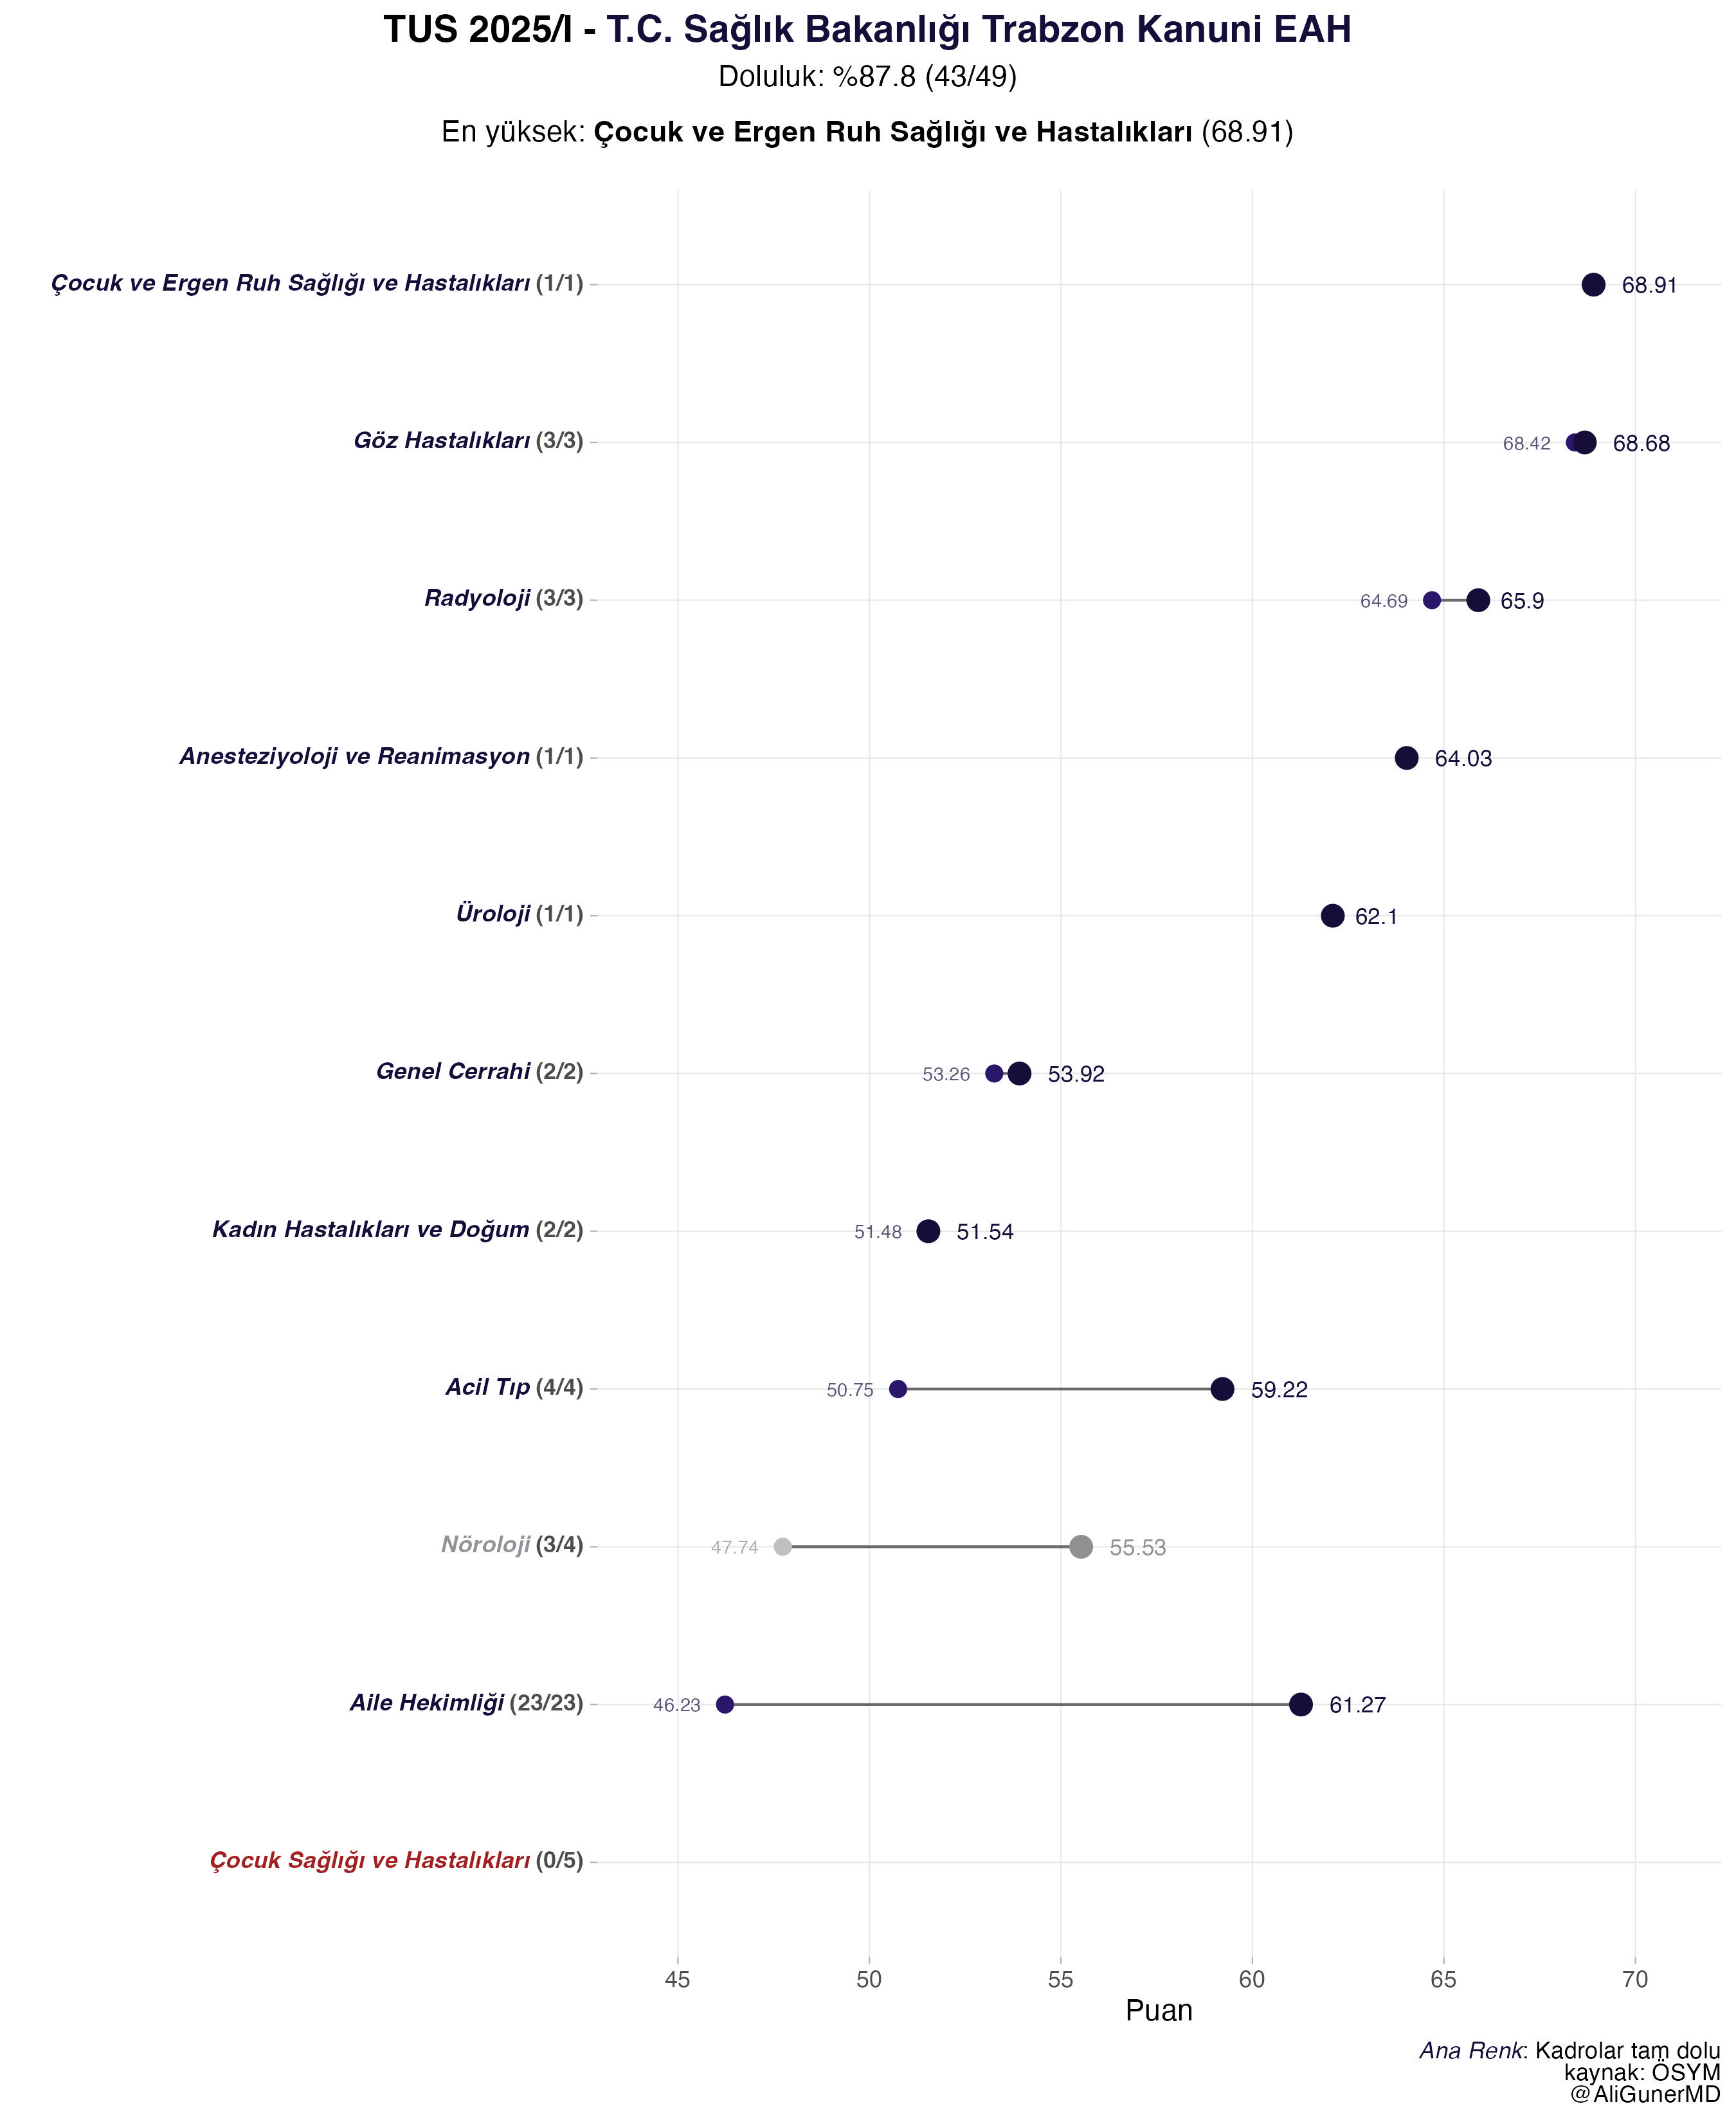 TUS 2025/I - T.C. Sağlık Bakanlığı Trabzon Kanuni EAH
Doluluk: %87.8 (43/49)
En yüksek: Çocuk ve Ergen Ruh Sağlığı ve Hastalıkları (68.91)
Çocuk ve Ergen Ruh Sağlığı ve Hastalıkları (1/1) 68.91
Göz Hastalıkları (3/3) 68.42 68.68
Radyoloji (3/3) 64.69 65.9
Anesteziyoloji ve Reanimasyon (1/1) 64.03
Üroloji (1/1) 62.1
Genel Cerrahi (2/2) 53.26 53.92
Kadın Hastalıkları ve Doğum (2/2) 51.48 51.54
Acil Tıp (4/4) 50.75 59.22
Nöroloji (3/4) 47.74 55.53
Aile Hekimliği (23/23) 46.23 61.27
Çocuk Sağlığı ve Hastalıkları (0/5)
45 50 55 60 65 70
Puan
Ana Renk: Kadrolar tam dolu
kaynak: ÖSYM
@AliGunerMD